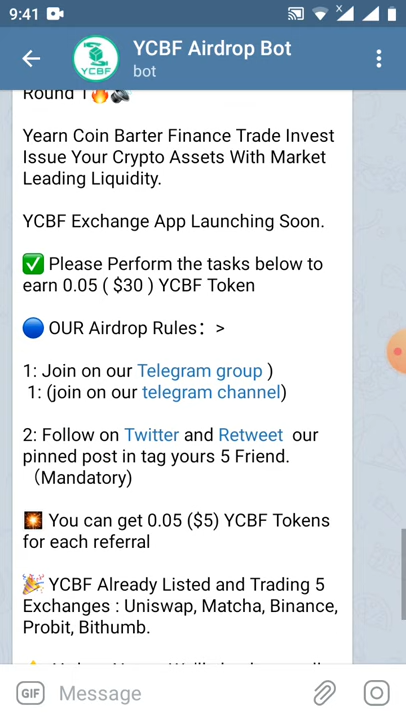 9:41
YCBF Airdrop Bot
bot
YCBF
Round 1🔥🔊
Yearn Coin Barter Finance Trade Invest
Issue Your Crypto Assets With Market
Leading Liquidity.
YCBF Exchange App Launching Soon.
✅ Please Perform the tasks below to
earn 0.05 ( $30 ) YCBF Token
🔵 OUR Airdrop Rules： >
1: Join on our Telegram group )
1: (join on our telegram channel)
2: Follow on Twitter and Retweet our
pinned post in tag yours 5 Friend.
（Mandatory)
💥 You can get 0.05 ($5) YCBF Tokens
for each referral
🎉 YCBF Already Listed and Trading 5
Exchanges : Uniswap, Matcha, Binance,
Probit, Bithumb.
GIF Message